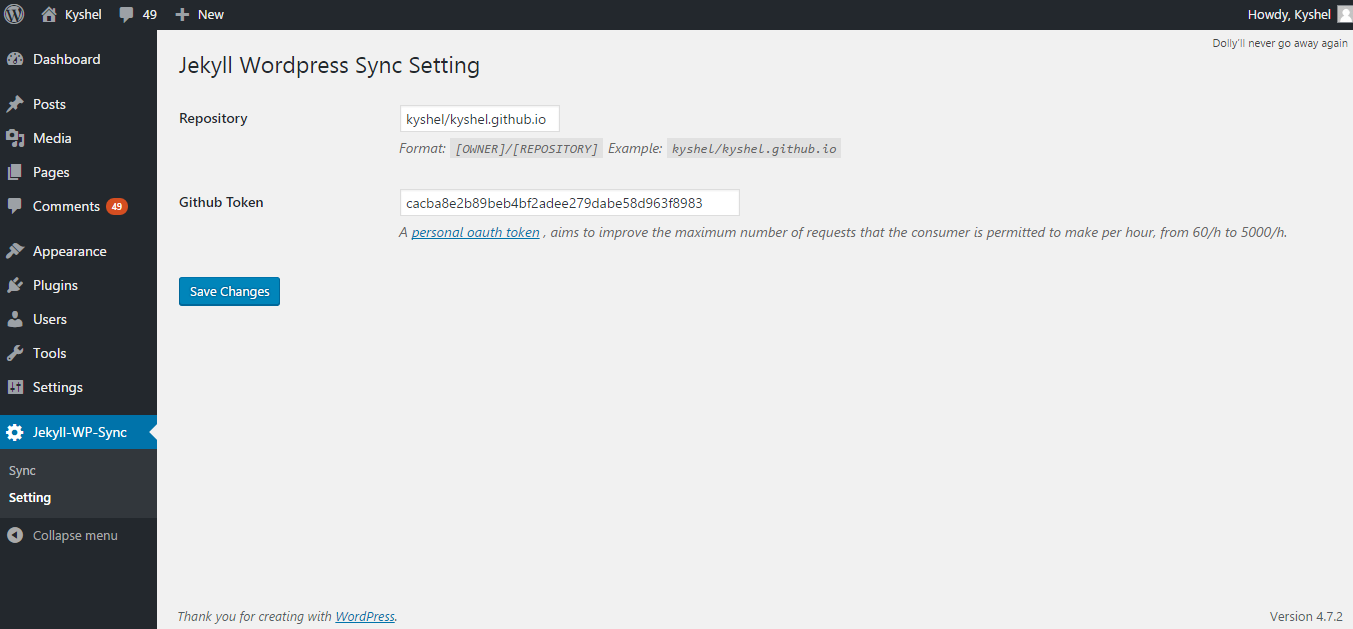 Kyshel 49 New Howdy, Kyshel
Dolly'll never go away again
Dashboard
Posts
Media
Pages
Comments 49
Appearance
Plugins
Users
Tools
Settings
Jekyll-WP-Sync
Sync
Setting
Collapse menu
Jekyll Wordpress Sync Setting
Repository kyshel/kyshel.github.io
Format: [OWNER]/[REPOSITORY] Example: kyshel/kyshel.github.io
Github Token cacba8e2b89beb4bf2adee279dabe58d963f8983
A personal oauth token , aims to improve the maximum number of requests that the consumer is permitted to make per hour, from 60/h to 5000/h.
Save Changes
Thank you for creating with WordPress. Version 4.7.2